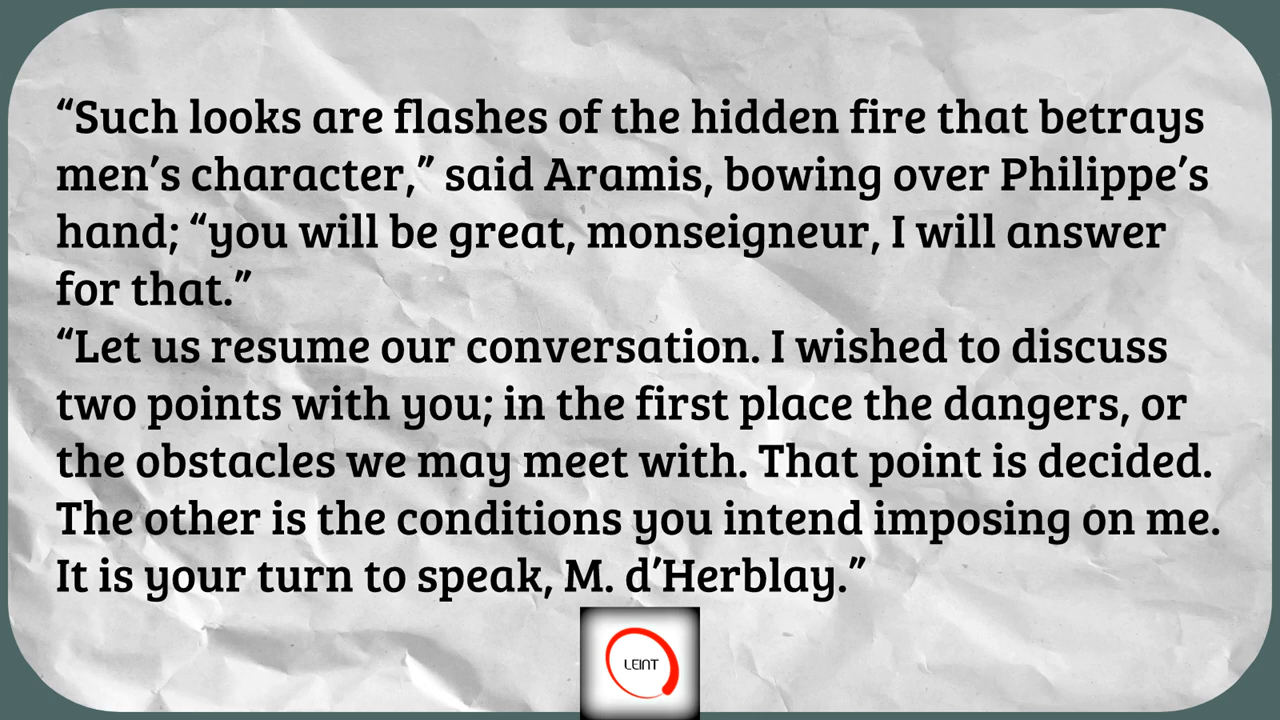 “Such looks are flashes of the hidden fire that betrays
men’s character,” said Aramis, bowing over Philippe’s
hand; “you will be great, monseigneur, I will answer
for that.”
“Let us resume our conversation. I wished to discuss
two points with you; in the first place the dangers, or
the obstacles we may meet with. That point is decided.
The other is the conditions you intend imposing on me.
It is your turn to speak, M. d’Herblay.”
LEINT